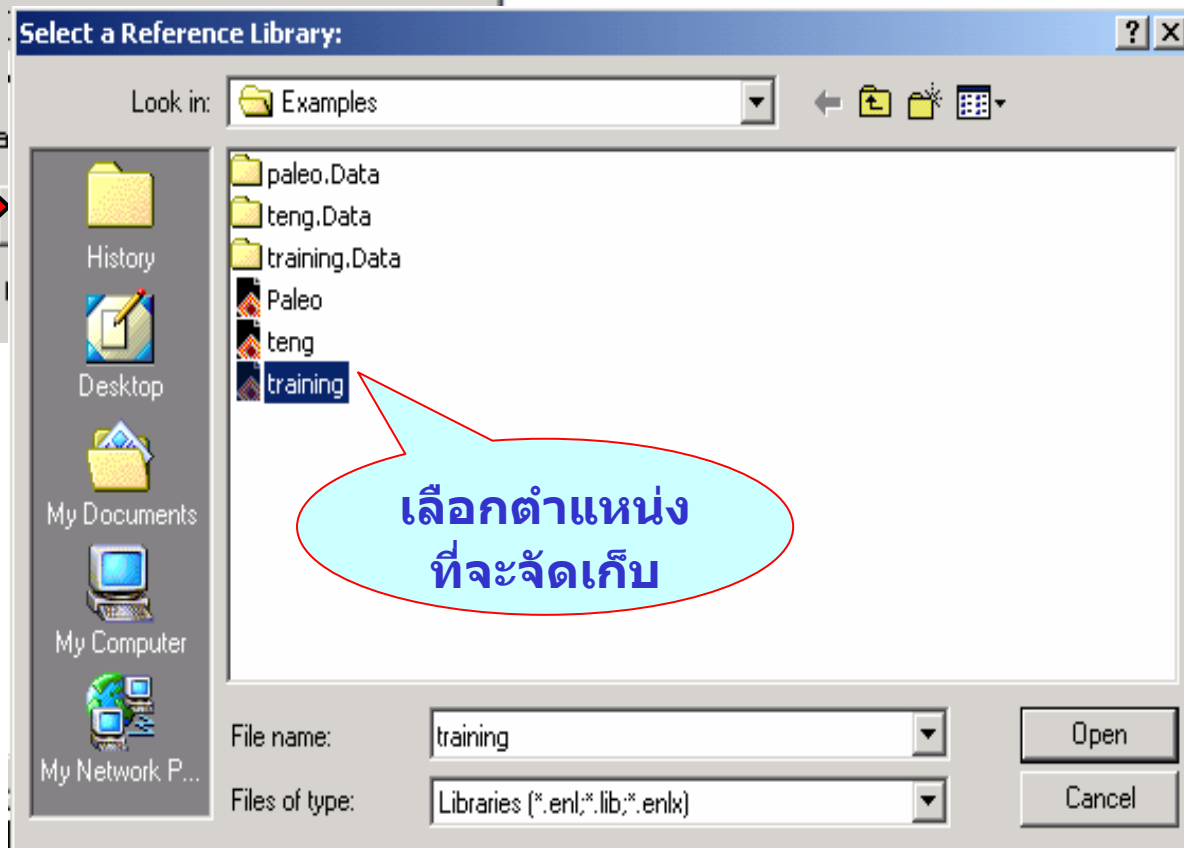 Select a Reference Library:
Look in: Examples
History
Desktop
My Documents
My Computer
My Network P...
paleo.Data
teng.Data
training.Data
Paleo
teng
training
เลือกตำแหน่ง
ที่จะจัดเก็บ
File name: training Open
Files of type: Libraries (*.enl;*.lib;*.enlx) Cancel